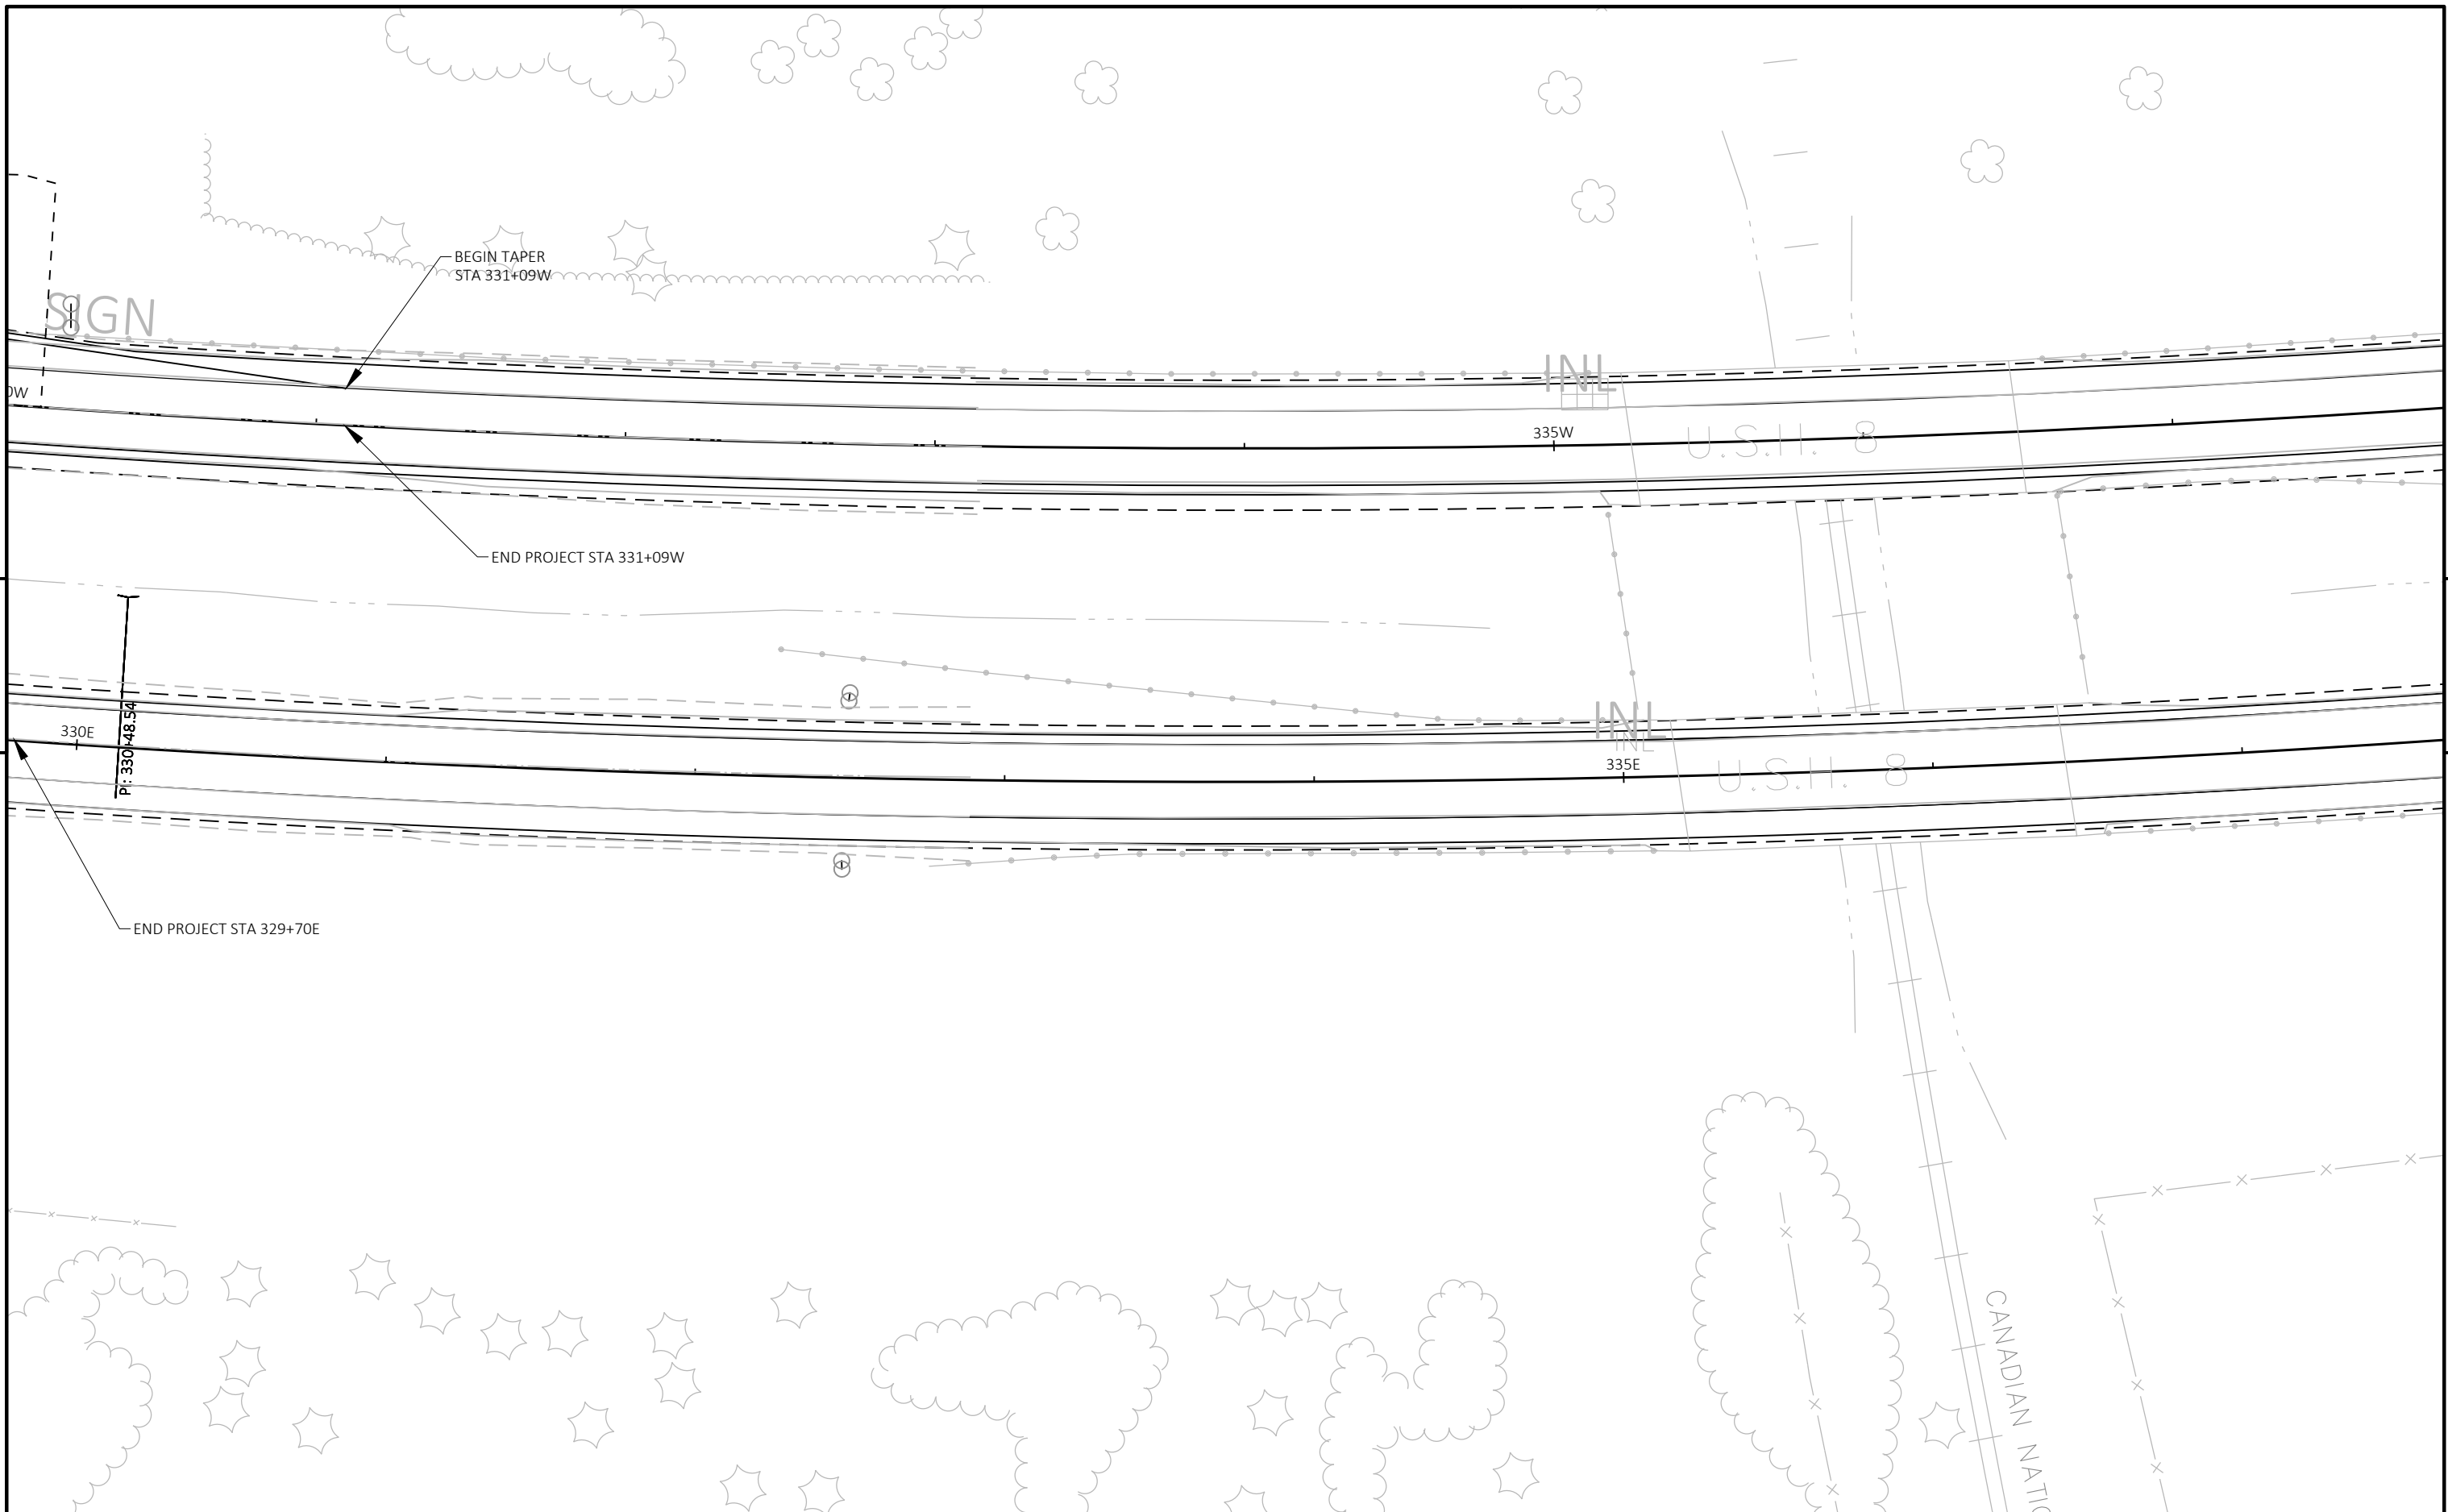 BEGIN TAPER
STA 331+09W
SIGN
0W
INL
335W
U.S.H. 8
END PROJECT STA 331+09W
PI: 330+48.54
330E
INL
INL
335E
U.S.H. 8
END PROJECT STA 329+70E
CANADIAN NATIO